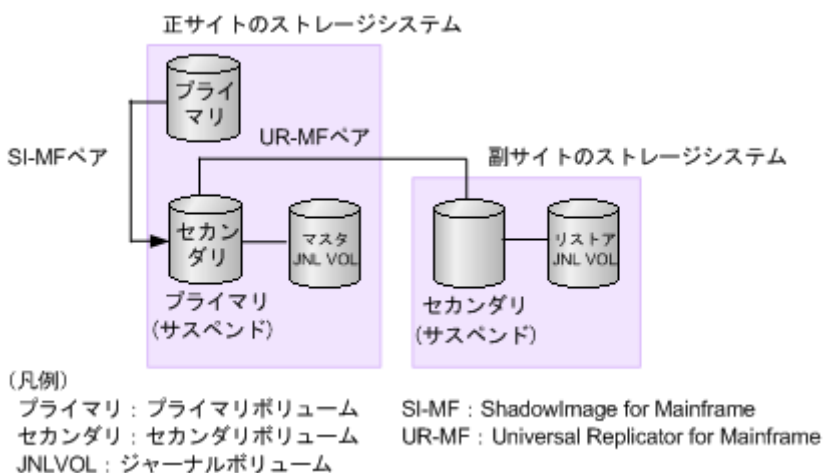 正サイトのストレージシステム
プライ
マリ
SI-MFペア
UR-MFペア
副サイトのストレージシステム
セカン
ダリ
マスタ
JNL VOL
リストア
JNL VOL
プライマリ
(サスペンド)
セカンダリ
(サスペンド)
(凡例)
プライマリ：プライマリボリューム
SI-MF：ShadowImage for Mainframe
セカンダリ：セカンダリボリューム
UR-MF：Universal Replicator for Mainframe
JNLVOL：ジャーナルボリューム